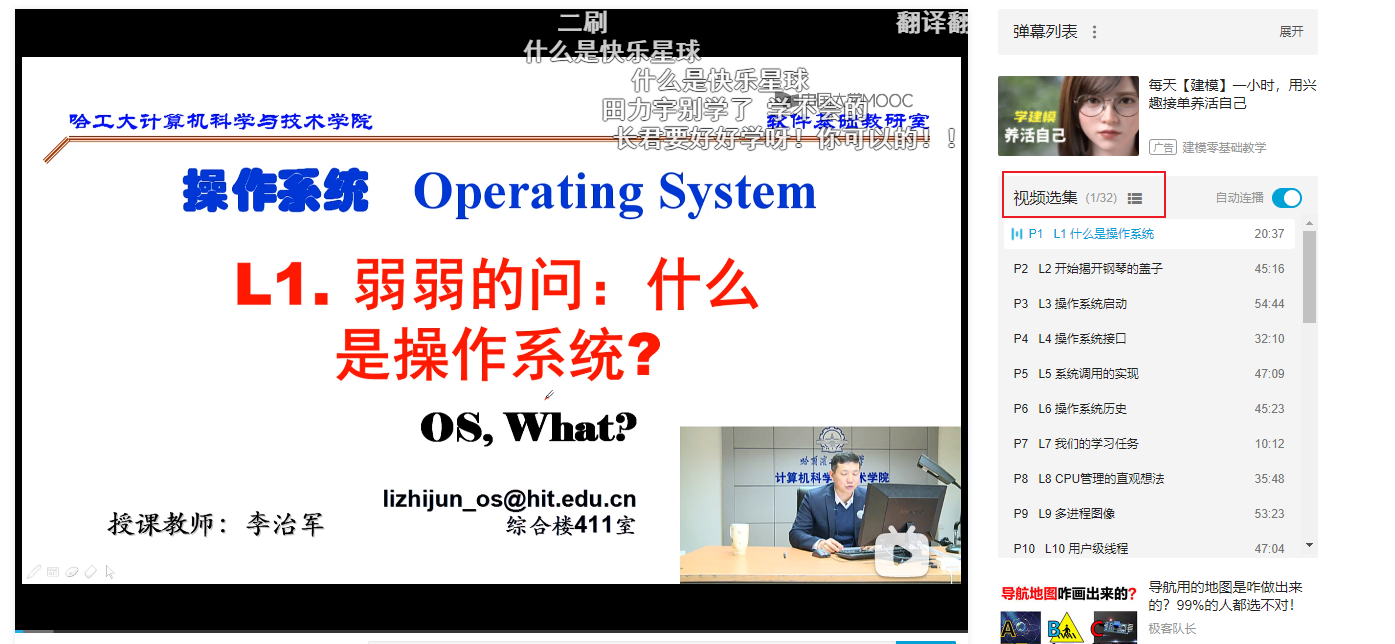 二刷
翻译翻
什么是快乐星球
什么是快乐星球
中国大学MOOC
田力宇别学了 学不会的
哈工大计算机科学与技术学院
软件基础教研室
长君要好好学呀！你可以的！！
操作系统 Operating System
L1. 弱弱的问：什么
是操作系统?
OS, What?
lizhijun_os@hit.edu.cn
授课教师：李治军
综合楼411室
计算机科学
术学院
弹幕列表
展开
学建模
养活自己
每天【建模】一小时，用兴
趣接单养活自己
广告 建模零基础教学
视频选集 (1/32)
自动连播
P1 L1 什么是操作系统 20:37
P2 L2 开始揭开钢琴的盖子 45:16
P3 L3 操作系统启动 54:44
P4 L4 操作系统接口 32:10
P5 L5 系统调用的实现 47:09
P6 L6 操作系统历史 45:23
P7 L7 我们的学习任务 10:12
P8 L8 CPU管理的直观想法 35:48
P9 L9 多进程图像 53:23
P10 L10 用户级线程 47:04
导航地图咋画出来的?
A B C
导航用的地图是咋做出来
的？99%的人都选不对！
极客队长